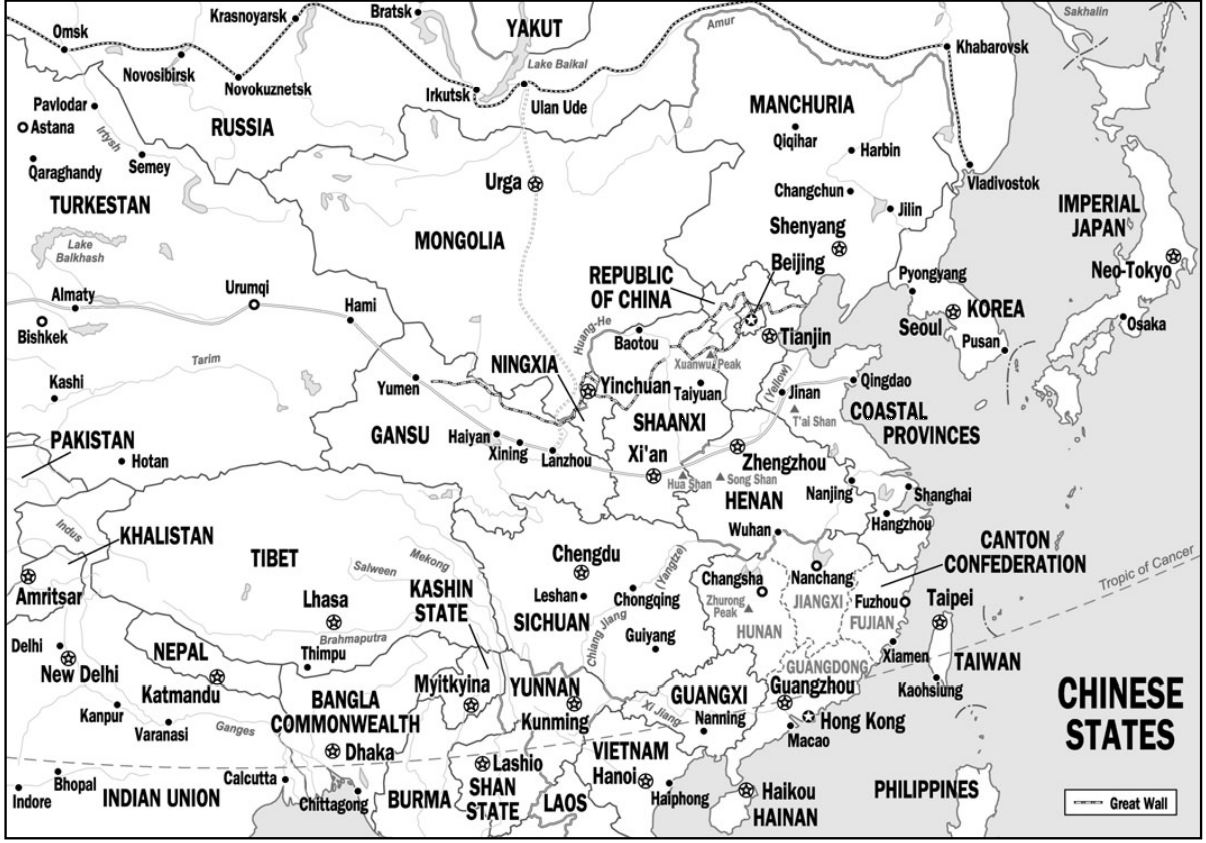 Omsk
Krasnoyarsk
Bratsk
YAKUT
Amur
Sakhalin
Novosibirsk
Novokuznetsk
Lake Baikal
Khabarovsk
Irkutsk
Ulan Ude
Pavlodar
Astana
Irtysh
RUSSIA
MANCHURIA
Qiqihar
Harbin
Qaraghandy
Semey
Urga
Changchun
Vladivostok
TURKESTAN
Jilin
IMPERIAL
JAPAN
Lake
Balkhash
MONGOLIA
Shenyang
Beijing
Neo-Tokyo
REPUBLIC
OF CHINA
Pyongyang
Almaty
Urumqi
Hami
KOREA
Seoul
Bishkek
Huang-He
Baotou
Tianjin
Osaka
Pusan
Tarim
NINGXIA
Xuanwu Peak
Kashi
Yumen
Yinchuan
Taiyuan
(Yellow)
Jinan
Qingdao
T'ai Shan
COASTAL
PROVINCES
SHAANXI
PAKISTAN
Hotan
GANSU
Haiyan
Xining
Lanzhou
Xi'an
Zhengzhou
Hua Shan
Song Shan
HENAN
Nanjing
Shanghai
Hangzhou
Wuhan
Indus
KHALISTAN
TIBET
Mekong
Salween
Chengdu
(Yangtze)
CANTON
CONFEDERATION
Tropic of Cancer
Amritsar
Lhasa
KASHIN
STATE
Leshan
Chongqing
Changsha
Nanchang
Zhurong
Peak
JIANGXI
Fuzhou
Taipei
SICHUAN
HUNAN
FUJIAN
Brahmaputra
Guiyang
Delhi
New Delhi
NEPAL
Thimpu
Chiang Jiang
Xiamen
TAIWAN
Katmandu
BANGLA
COMMONWEALTH
Myitkyina
YUNNAN
Kunming
GUANGXI
GUANGDONG
Guangzhou
Kaohsiung
Kanpur
Varanasi
Ganges
Xi Jiang
Nanning
Hong Kong
Macao
CHINESE
STATES
Dhaka
Lashio
VIETNAM
Hanoi
Bhopal
Indore
INDIAN UNION
Calcutta
Chittagong
BURMA
SHAN
STATE
LAOS
Haiphong
Haikou
HAINAN
PHILIPPINES
Great Wall